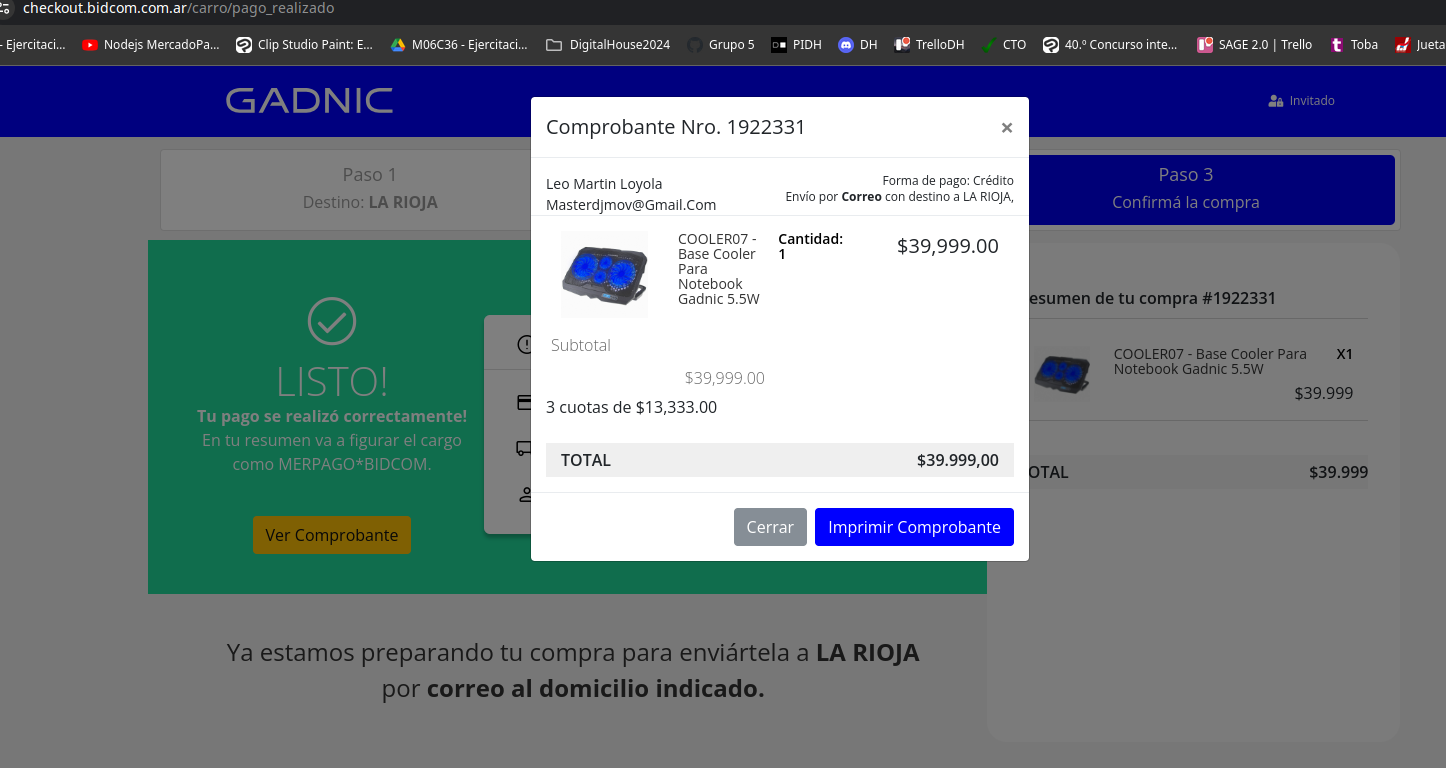 checkout.bidcom.com.ar/carro/pago_realizado
- Ejercitaci... Nodejs MercadoPa... Clip Studio Paint: E... M06C36 - Ejercitaci... DigitalHouse2024 Grupo 5 PIDH DH TrelloDH CTO 40.º Concurso inte... SAGE 2.0 | Trello Toba Jueta
GADNIC
Invitado
Paso 1
Destino: LA RIOJA
Paso 3
Confirmá la compra
Comprobante Nro. 1922331
×
Leo Martin Loyola
Masterdjmov@Gmail.Com
Forma de pago: Crédito
Envío por Correo con destino a LA RIOJA,
COOLER07 -
Base Cooler
Para
Notebook
Gadnic 5.5W
Cantidad:
1
$39,999.00
Subtotal
$39,999.00
3 cuotas de $13,333.00
TOTAL $39.999,00
Cerrar
Imprimir Comprobante
LISTO!
Tu pago se realizó correctamente!
En tu resumen va a figurar el cargo
como MERPAGO*BIDCOM.
Ver Comprobante
esumen de tu compra #1922331
COOLER07 - Base Cooler Para
Notebook Gadnic 5.5W
X1
$39.999
OTAL $39.999
Ya estamos preparando tu compra para enviártela a LA RIOJA
por correo al domicilio indicado.